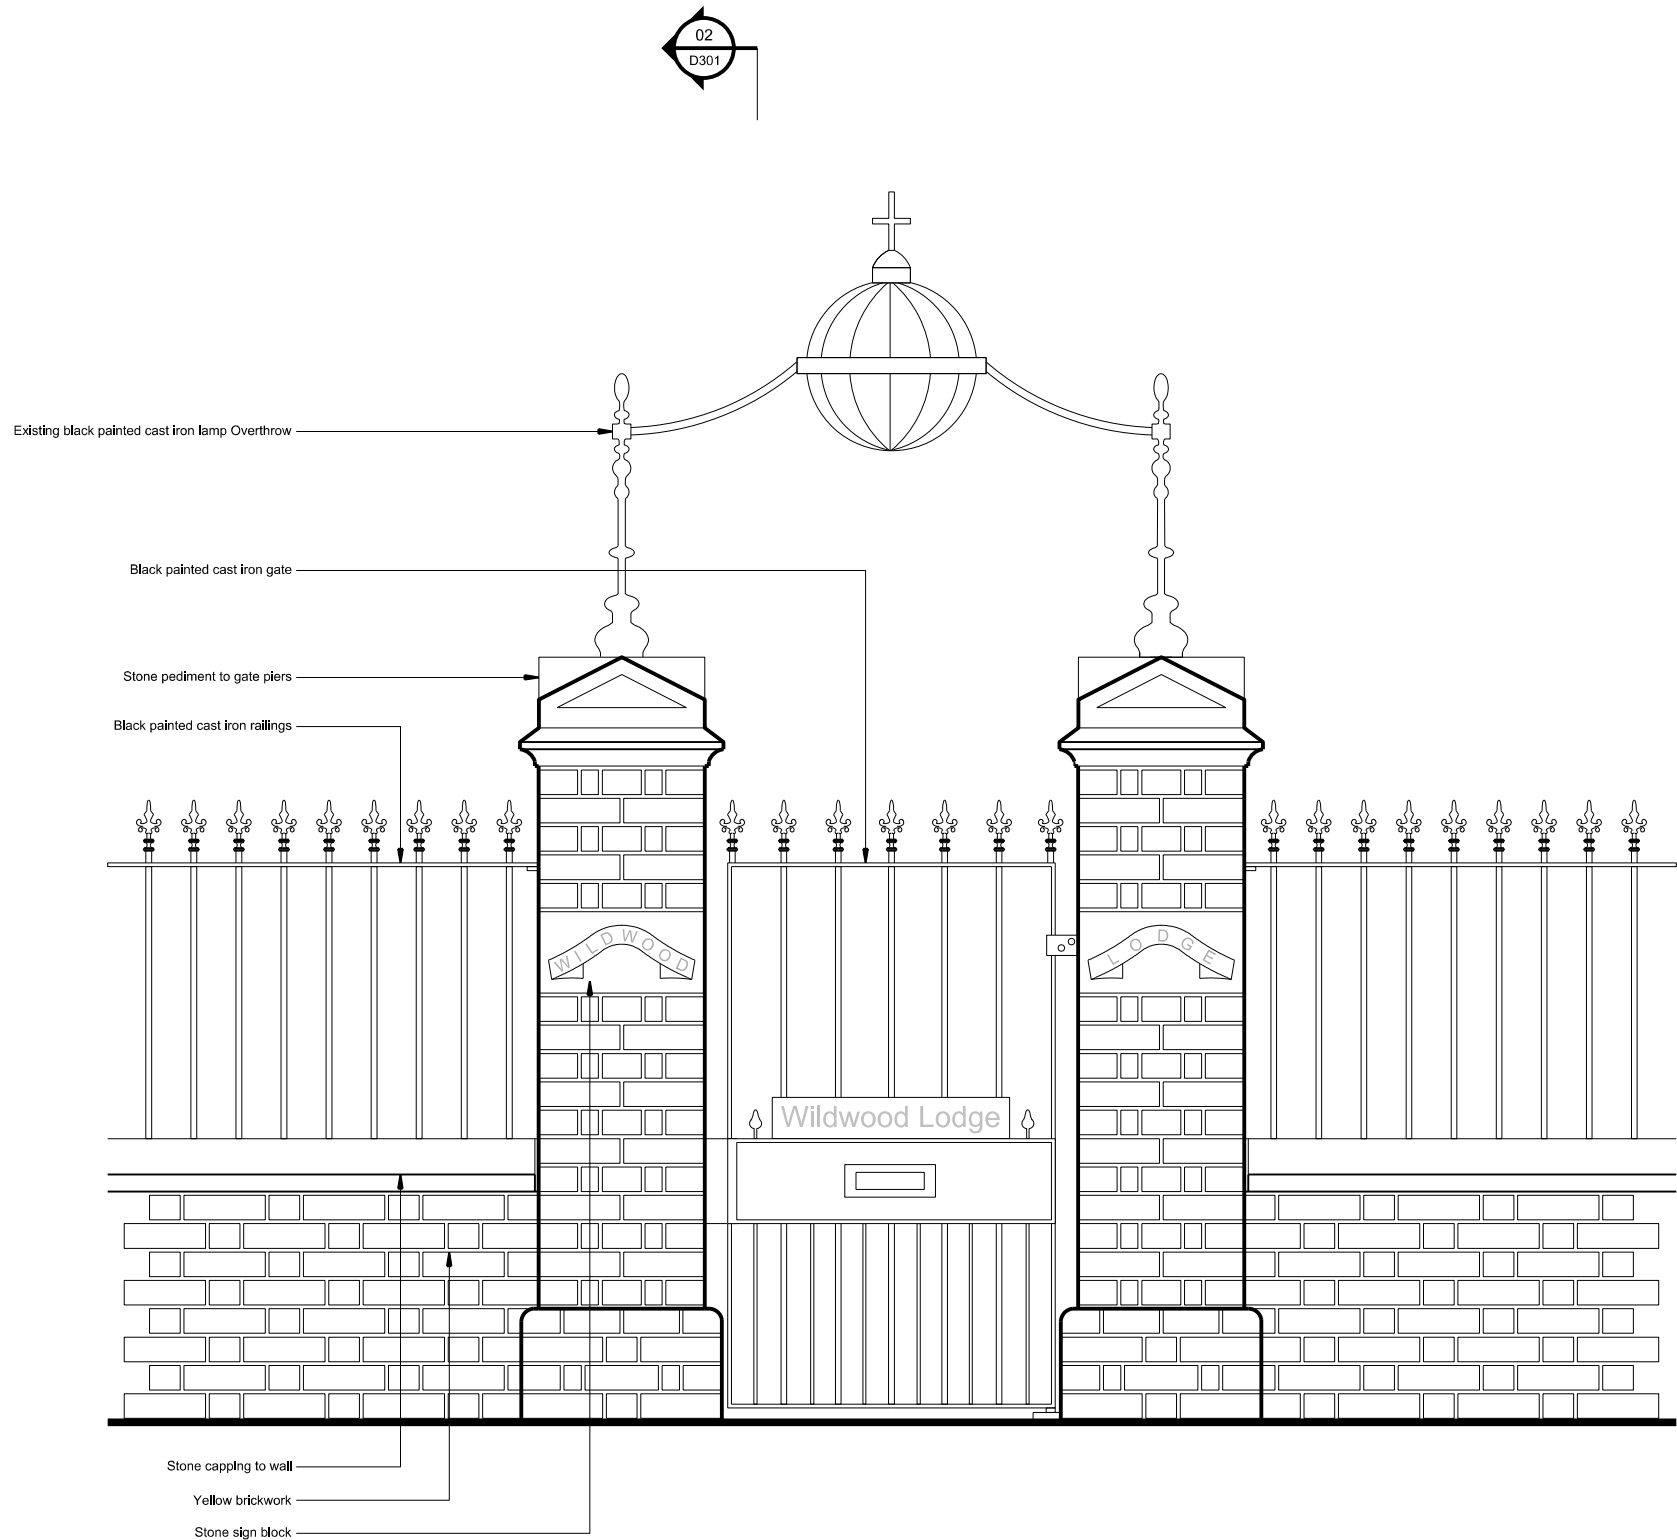 02
D301
Existing black painted cast iron lamp Overthrow
Black painted cast iron gate
Stone pediment to gate piers
Black painted cast iron railings
WILDWOOD
LODGE
Wildwood Lodge
Stone capping to wall
Yellow brickwork
Stone sign block